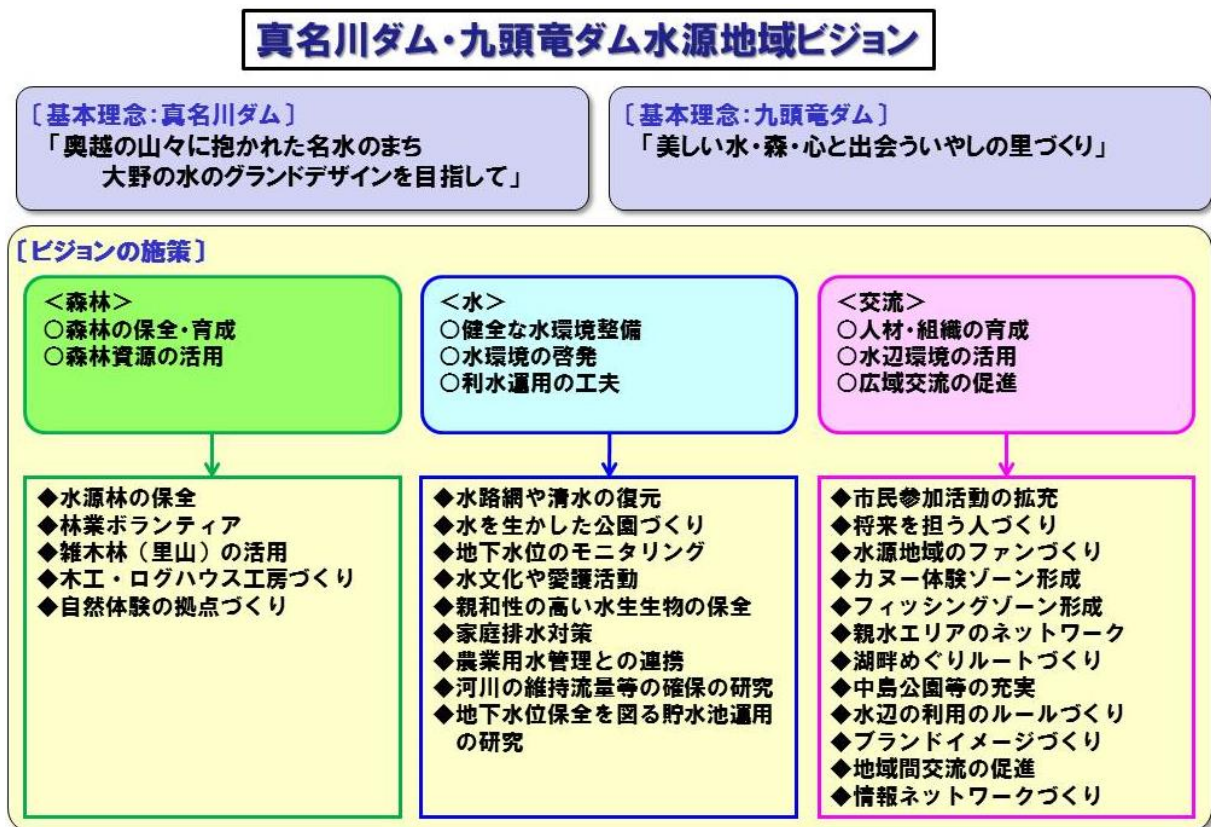 真名川ダム・九頭竜ダム水源地域ビジョン
［基本理念：真名川ダム］
「奥越の山々に抱かれた名水のまち
大野の水のグランドデザインを目指して」
［基本理念：九頭竜ダム］
「美しい水・森・心と出会ういやしの里づくり」
［ビジョンの施策］
＜森林＞
○森林の保全・育成
○森林資源の活用
◆水源林の保全
◆林業ボランティア
◆雑木林（里山）の活用
◆木工・ログハウス工房づくり
◆自然体験の拠点づくり
＜水＞
○健全な水環境整備
○水環境の啓発
○利水運用の工夫
◆水路網や清水の復元
◆水を生かした公園づくり
◆地下水位のモニタリング
◆水文化や愛護活動
◆親和性の高い水生生物の保全
◆家庭排水対策
◆農業用水管理との連携
◆河川の維持流量等の確保の研究
◆地下水位保全を図る貯水池運用
の研究
＜交流＞
○人材・組織の育成
○水辺環境の活用
○広域交流の促進
◆市民参加活動の拡充
◆将来を担う人づくり
◆水源地域のファンづくり
◆カヌー体験ゾーン形成
◆フィッシングゾーン形成
◆親水エリアのネットワーク
◆湖畔めぐりルートづくり
◆中島公園等の充実
◆水辺の利用のルールづくり
◆ブランドイメージづくり
◆地域間交流の促進
◆情報ネットワークづくり